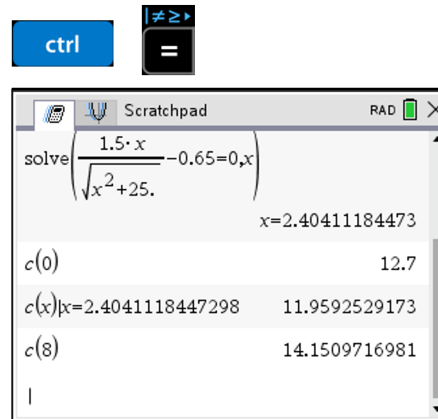 ctrl
|≠≥▸
=
Scratchpad RAD
solve(1.5·x/√(x²+25.)−0.65=0,x)
x=2.40411184473
c(0) 12.7
c(x)|x=2.4041118447298 11.9592529173
c(8) 14.1509716981